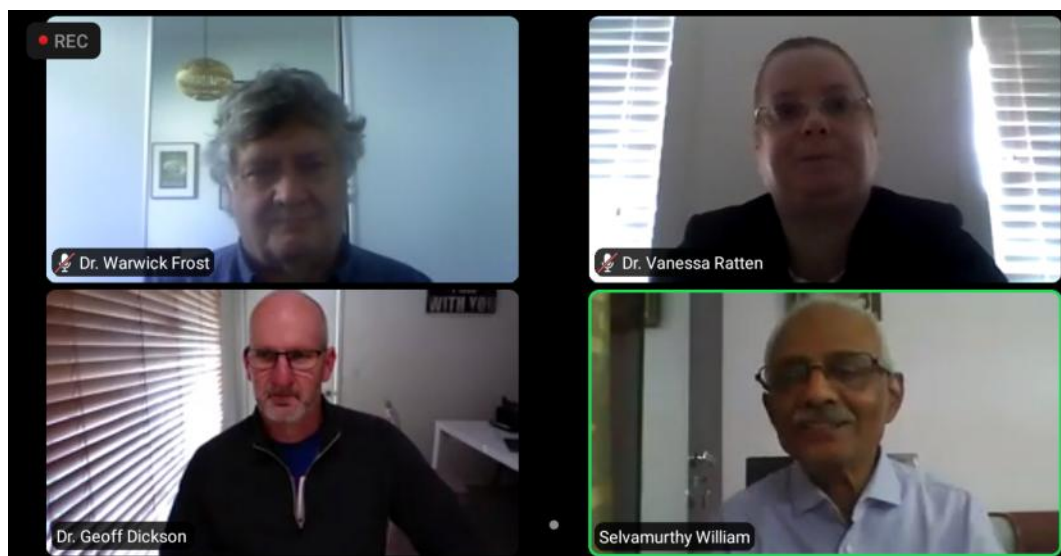 REC
Dr. Warwick Frost
Dr. Vanessa Ratten
WITH YOU
Dr. Geoff Dickson
Selvamurthy William